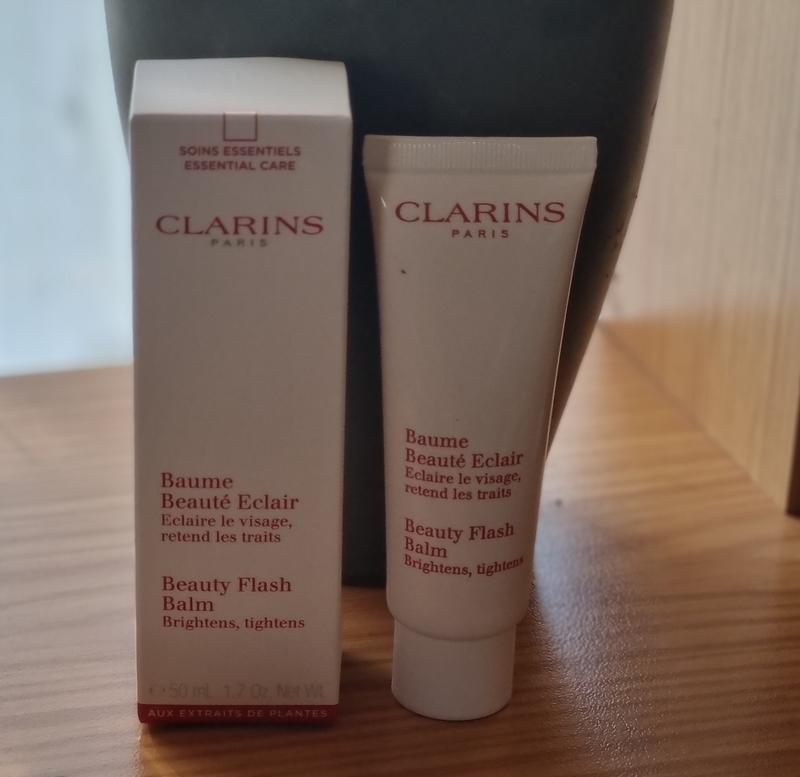 SOINS ESSENTIELS
ESSENTIAL CARE
CLARINS
PARIS
Baume
Beauté Eclair
Eclaire le visage,
retend les traits
Beauty Flash
Balm
Brightens, tightens
℮ 50 mL 1.7 Oz. Net Wt.
AUX EXTRAITS DE PLANTES
CLARINS
PARIS
Baume
Beauté Eclair
Eclaire le visage,
retend les traits
Beauty Flash
Balm
Brightens, tightens